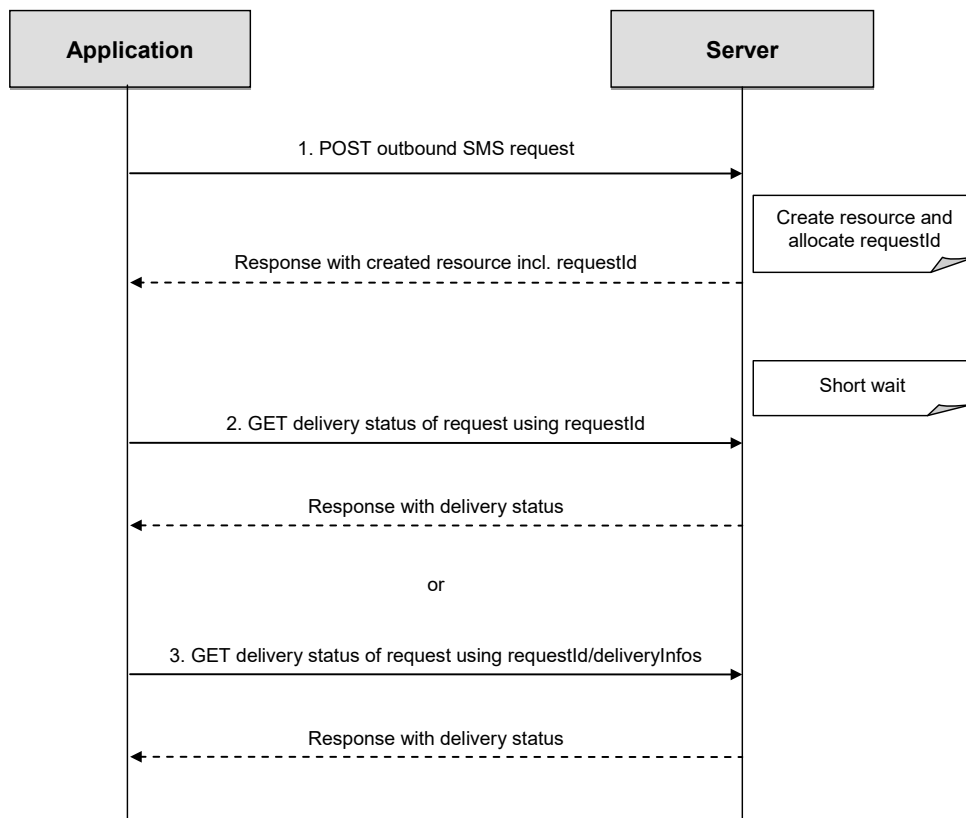 Application
Server
1. POST outbound SMS request
Create resource and
allocate requestId
Response with created resource incl. requestId
Short wait
2. GET delivery status of request using requestId
Response with delivery status
or
3. GET delivery status of request using requestId/deliveryInfos
Response with delivery status